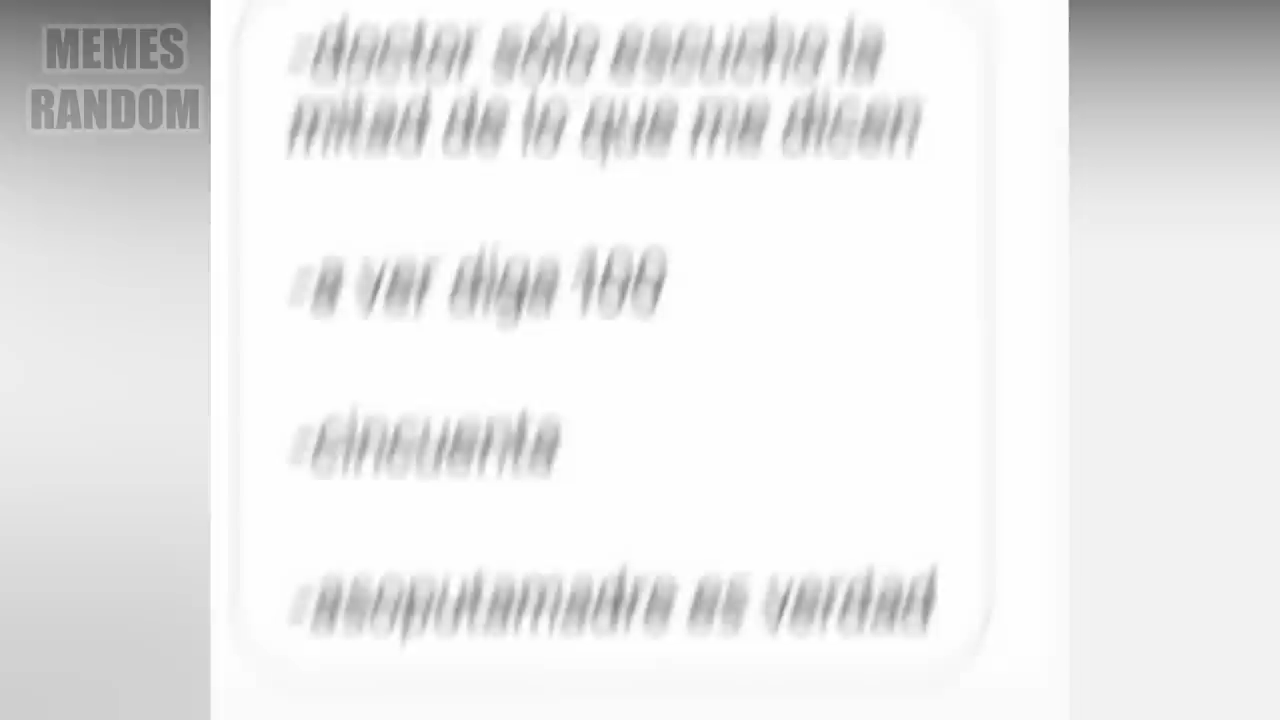 MEMES
RANDOM
-doctor sólo escucho la
mitad de lo que me dicen
-a ver diga 100
-cincuenta
-asoputamadre es verdad